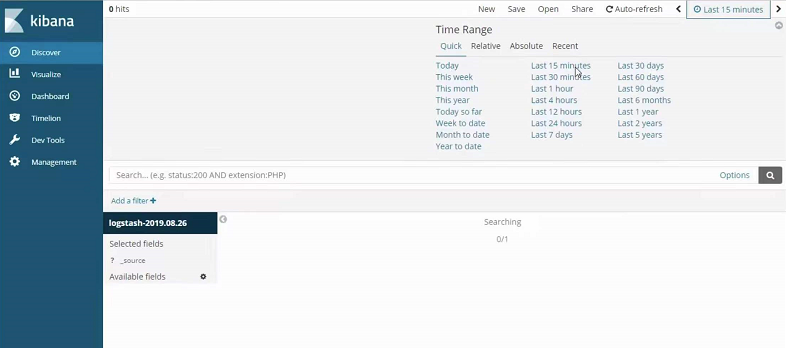 kibana
Discover
Visualize
Dashboard
Timelion
Dev Tools
Management
0 hits
New Save Open Share Auto-refresh Last 15 minutes
Time Range
Quick Relative Absolute Recent
Today Last 15 minutes Last 30 days
This week Last 30 minutes Last 60 days
This month Last 1 hour Last 90 days
This year Last 4 hours Last 6 months
Today so far Last 12 hours Last 1 year
Week to date Last 24 hours Last 2 years
Month to date Last 7 days Last 5 years
Year to date
Search... (e.g. status:200 AND extension:PHP) Options
Add a filter +
logstash-2019.08.26
Selected fields
? _source
Available fields
Searching
0/1